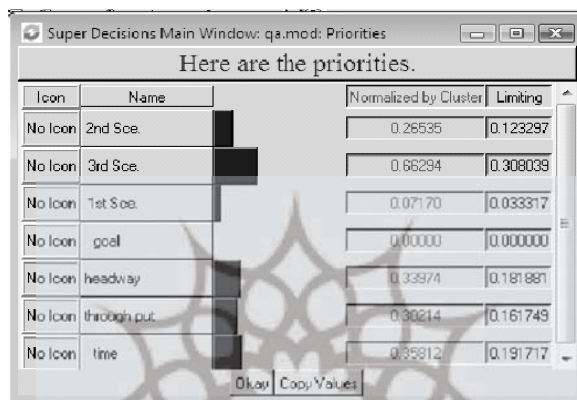 Super Decisions Main Window: qa.mod: Priorities
Here are the priorities.
Icon Name Normalized by Cluster Limiting
No Icon 2nd Sce. 0.26535 0.123297
No Icon 3rd Sce. 0.66294 0.308039
No Icon 1st Sce. 0.07170 0.033317
No Icon goal 0.00000 0.000000
No Icon headway 0.33974 0.181881
No Icon through put 0.30214 0.161749
No Icon time 0.35812 0.191717
Okay Copy Values